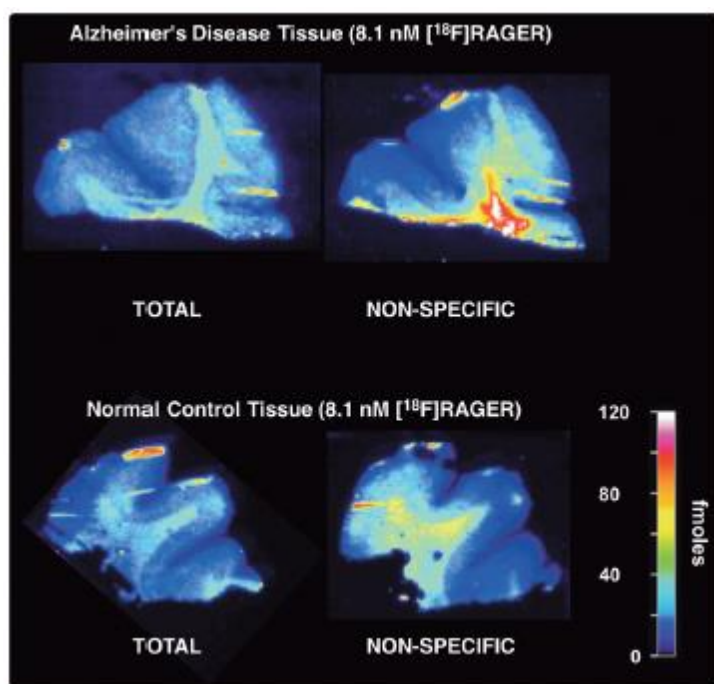 Alzheimer's Disease Tissue (8.1 nM [¹⁸F]RAGER)
TOTAL
NON-SPECIFIC
Normal Control Tissue (8.1 nM [¹⁸F]RAGER)
120
80
40
0
fmoles
TOTAL
NON-SPECIFIC